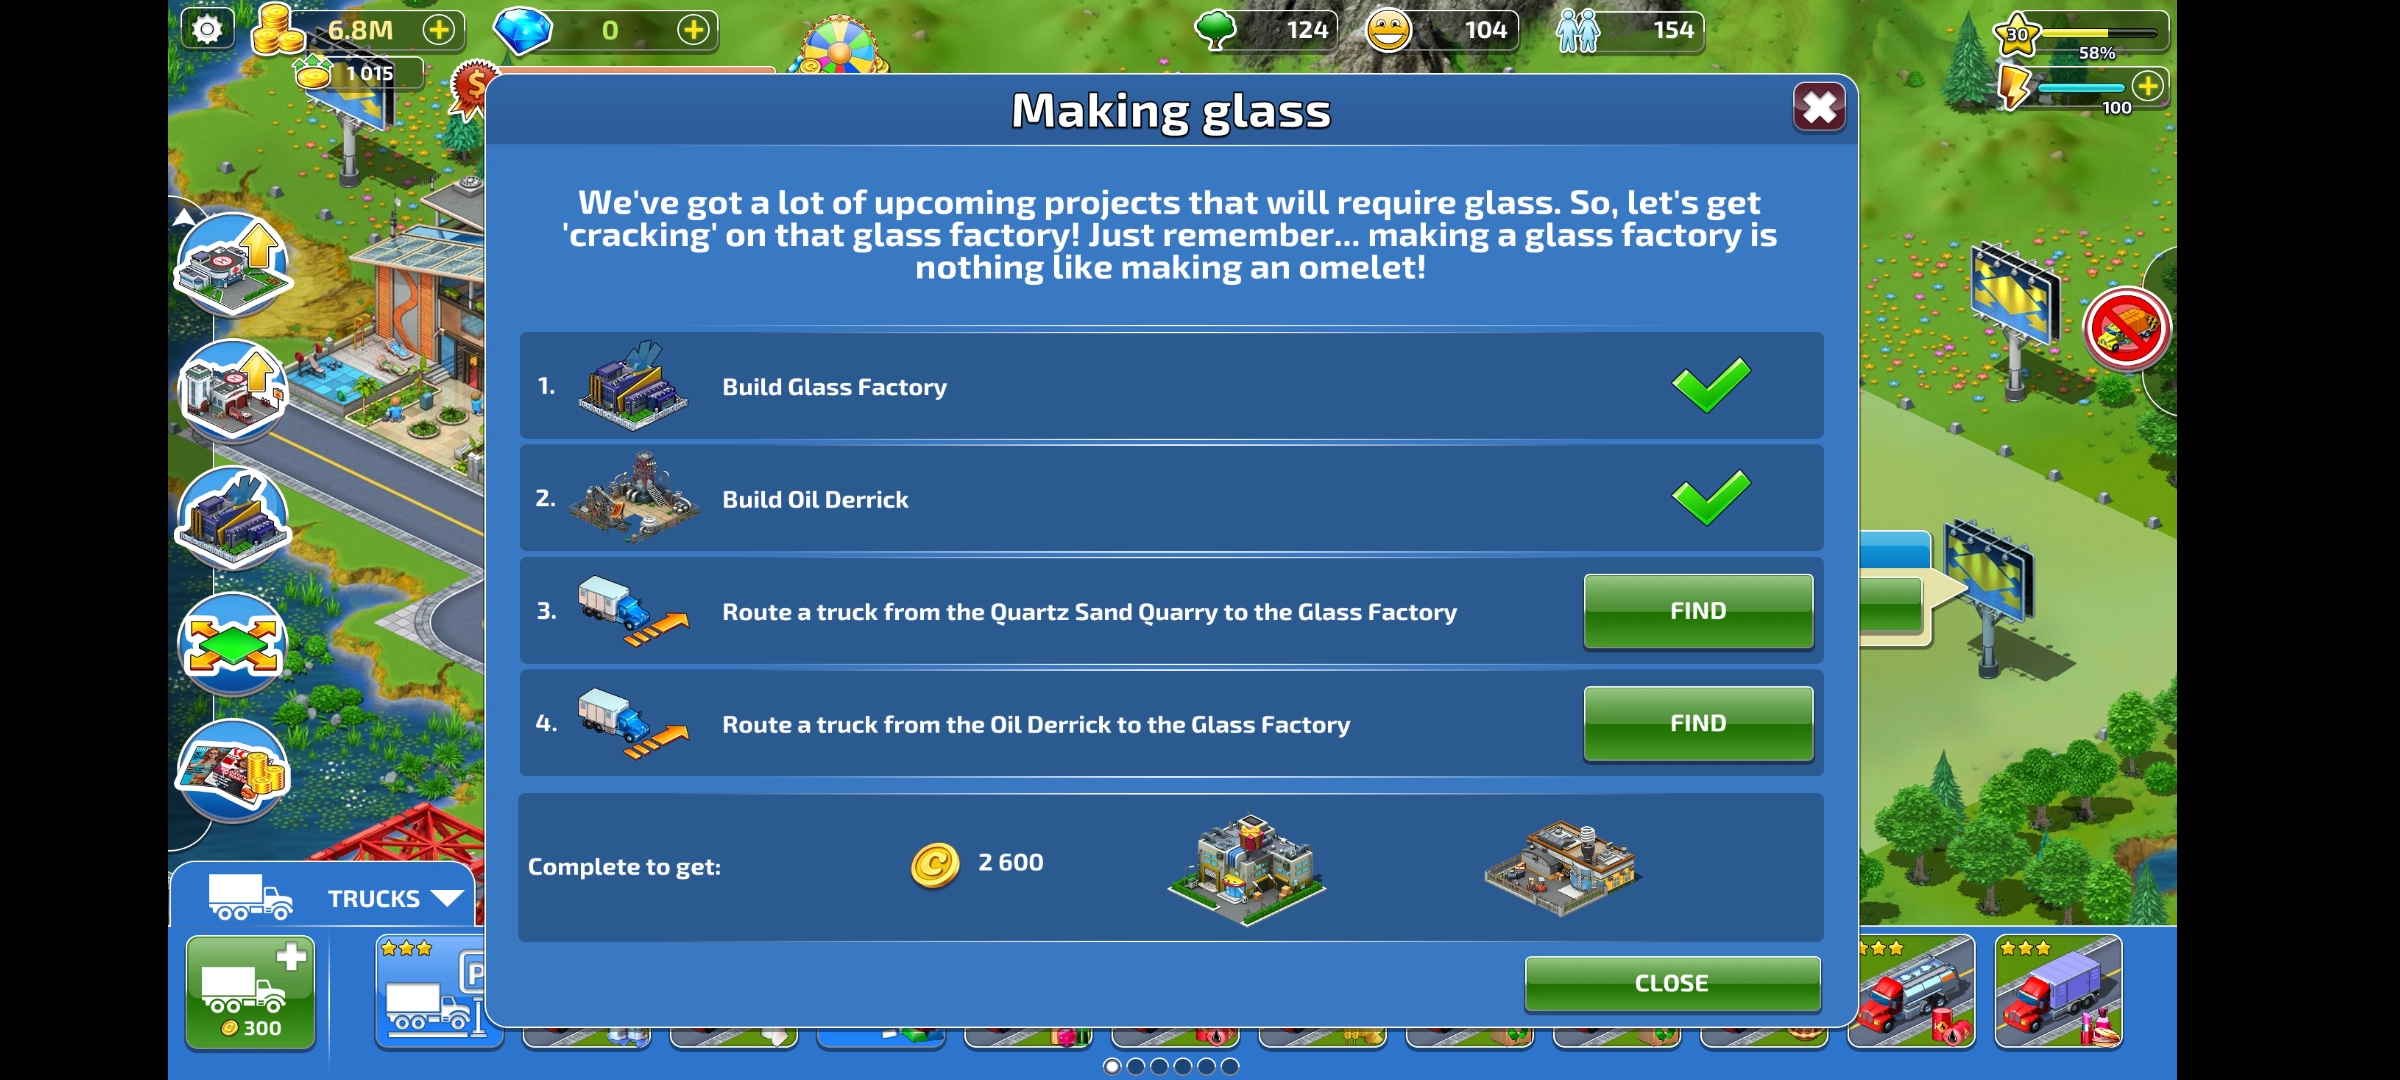 6.8M
0
124
104
154
30
58%
1 015
100
Making glass
We've got a lot of upcoming projects that will require glass. So, let's get
'cracking' on that glass factory! Just remember... making a glass factory is
nothing like making an omelet!
1. Build Glass Factory
2. Build Oil Derrick
3. Route a truck from the Quartz Sand Quarry to the Glass Factory FIND
4. Route a truck from the Oil Derrick to the Glass Factory FIND
Complete to get: 2 600
TRUCKS
CLOSE
300
P